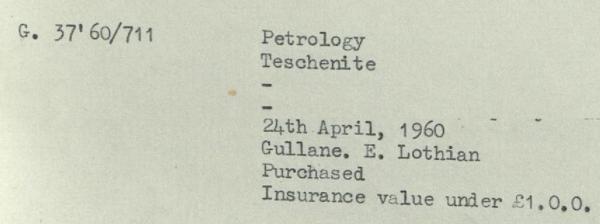 G. 37'60/711 Petrology
Teschenite
-
-
24th April, 1960
Gullane. E. Lothian
Purchased
Insurance value under £1.0.0.